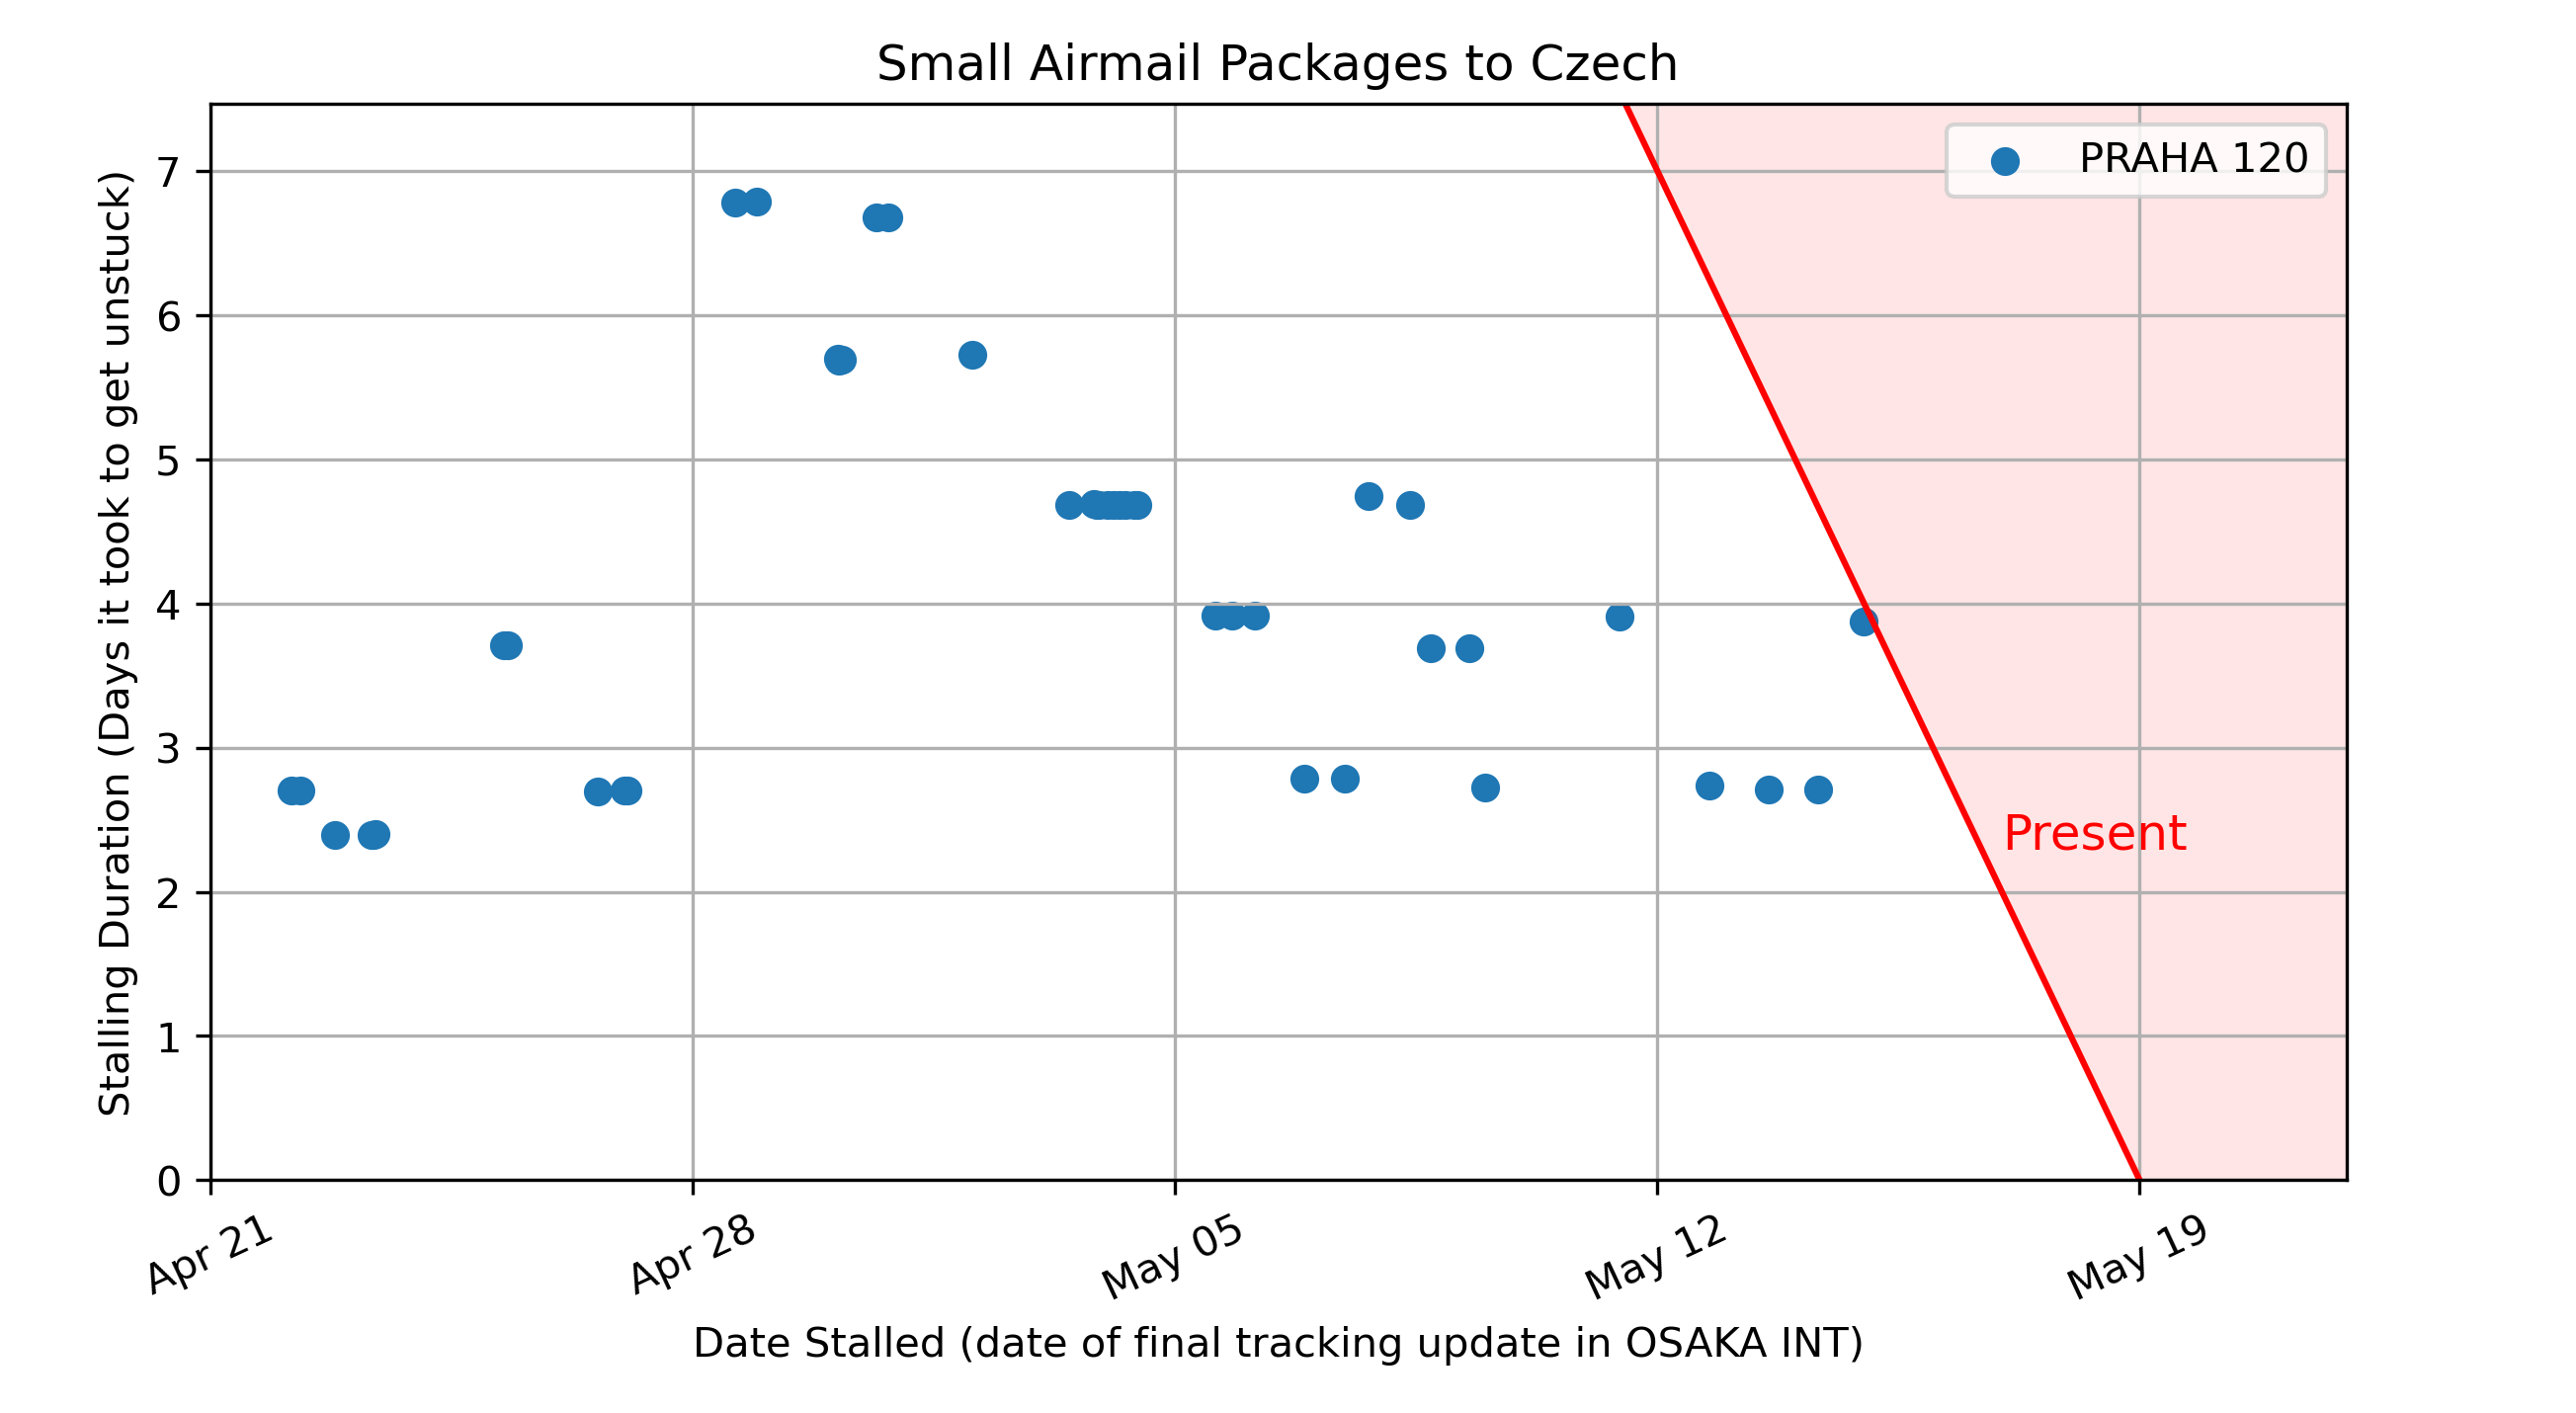 Small Airmail Packages to Czech
PRAHA 120
Stalling Duration (Days it took to get unstuck)
7
6
5
4
3
2
1
0
Present
Apr 21
Apr 28
May 05
May 12
May 19
Date Stalled (date of final tracking update in OSAKA INT)